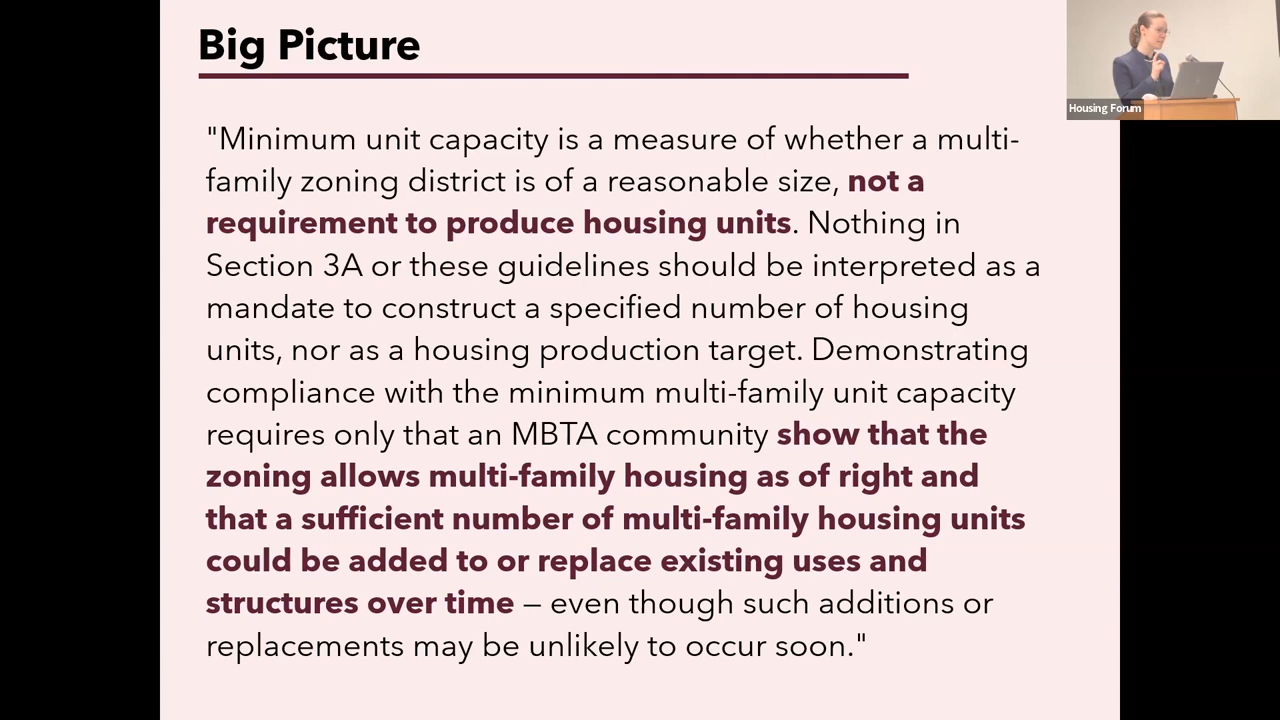 Big Picture
Housing Forum
"Minimum unit capacity is a measure of whether a multi-
family zoning district is of a reasonable size, not a
requirement to produce housing units. Nothing in
Section 3A or these guidelines should be interpreted as a
mandate to construct a specified number of housing
units, nor as a housing production target. Demonstrating
compliance with the minimum multi-family unit capacity
requires only that an MBTA community show that the
zoning allows multi-family housing as of right and
that a sufficient number of multi-family housing units
could be added to or replace existing uses and
structures over time – even though such additions or
replacements may be unlikely to occur soon."